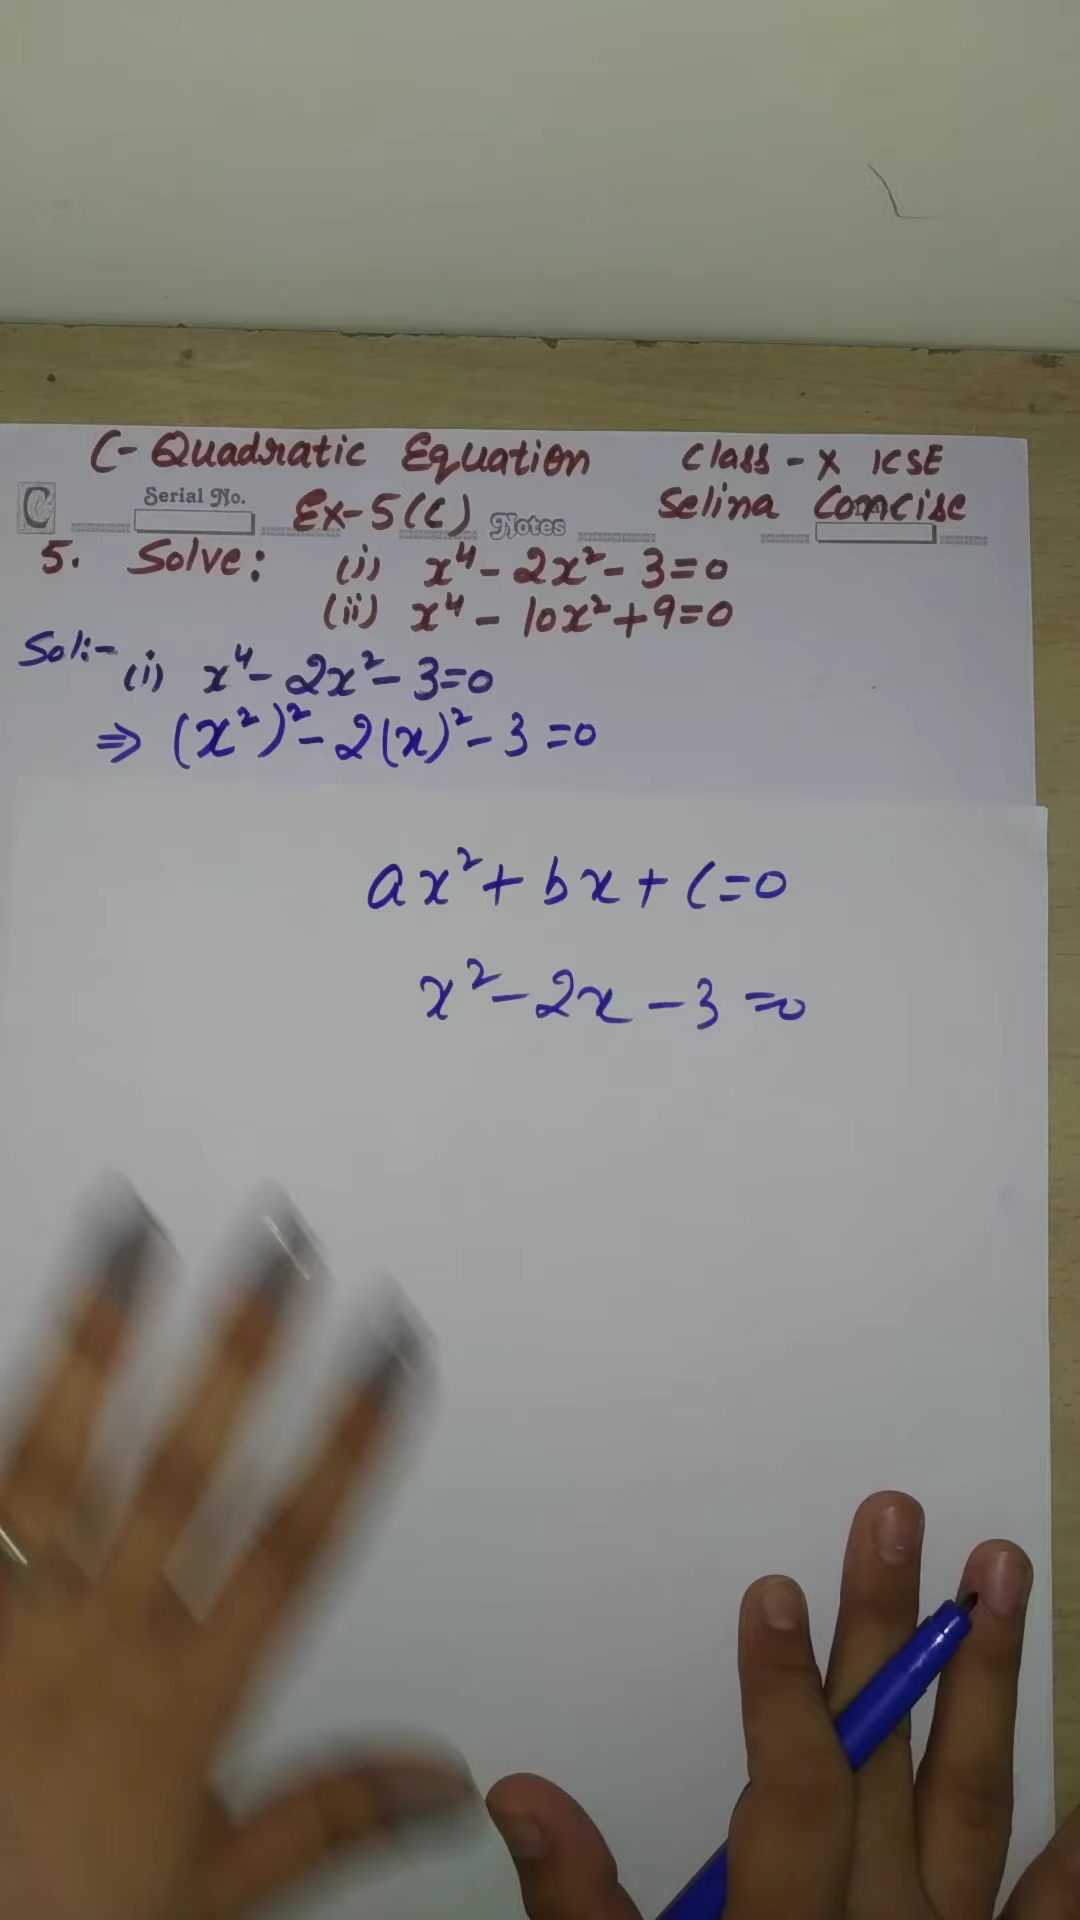 C- Quadratic Equation Class - X ICSE
C Serial No. Ex-5(C) Notes Selina Concise
5. Solve: (i) x⁴ - 2x² - 3 = 0
(ii) x⁴ - 10x² + 9 = 0
Sol:- (i) x⁴ - 2x² - 3 = 0
⇒ (x²)² - 2(x)² - 3 = 0
ax² + bx + c = 0
x² - 2x - 3 = 0